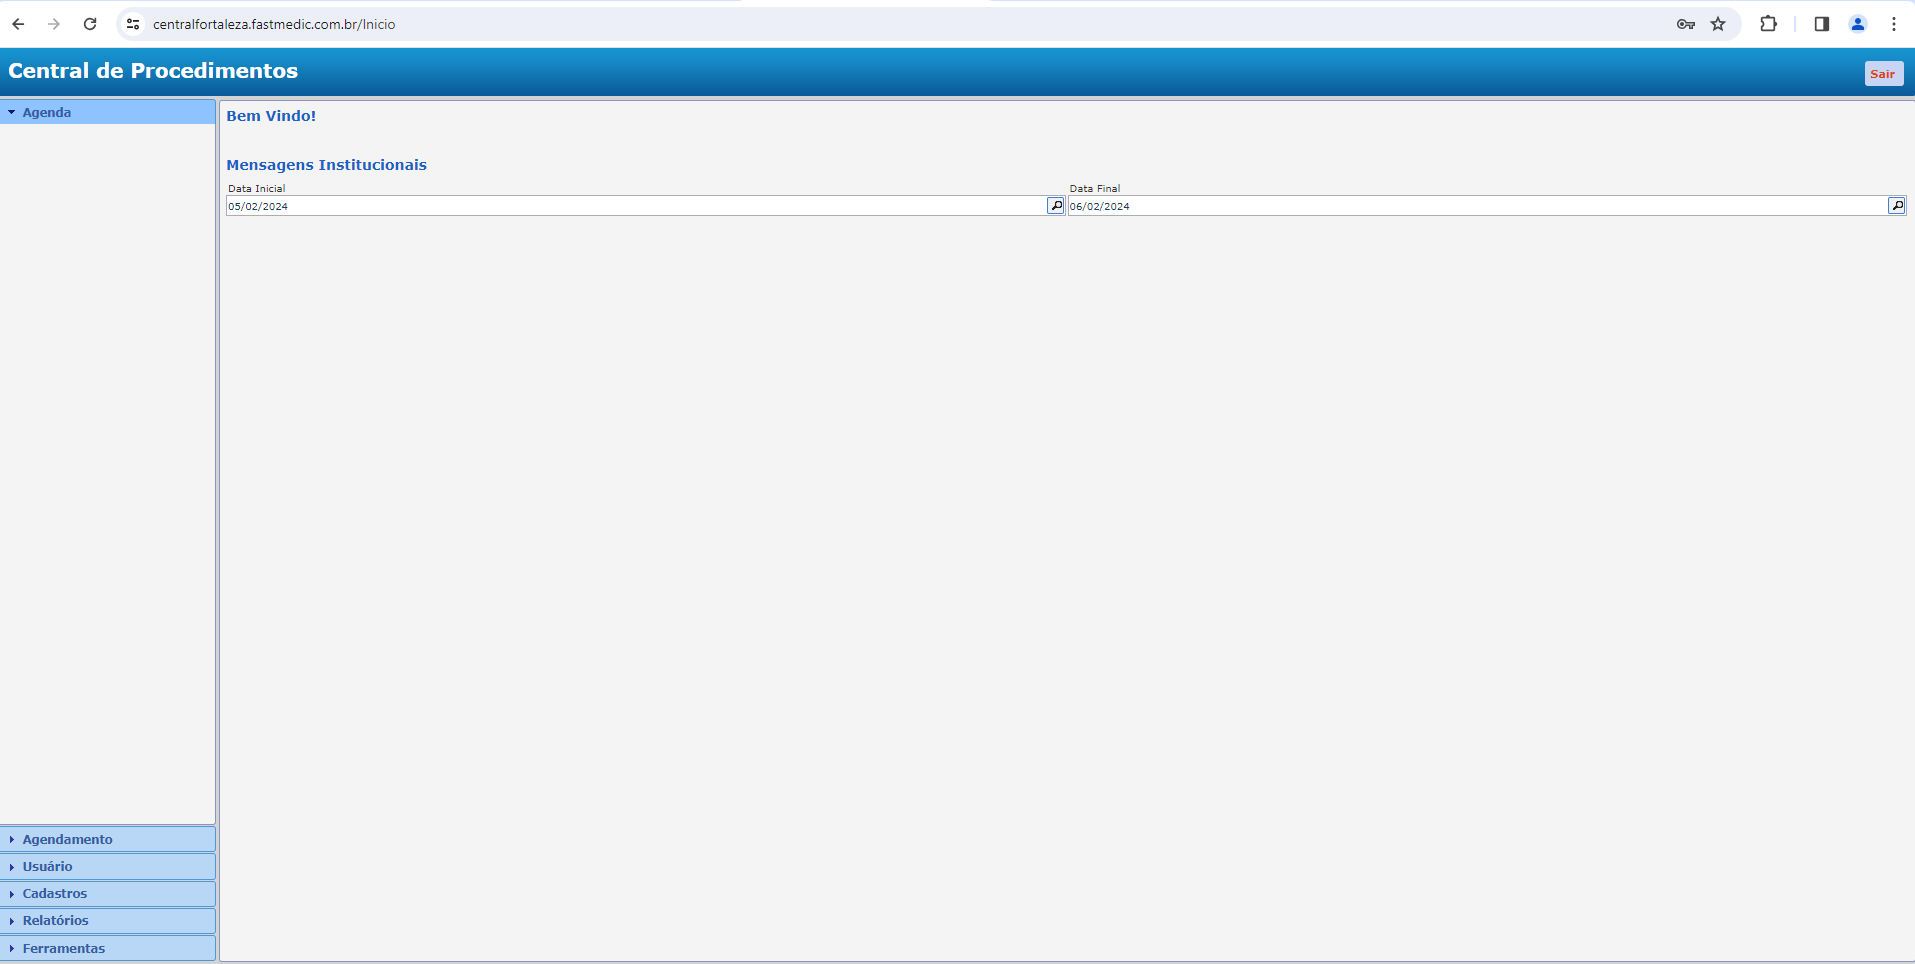 centralfortaleza.fastmedic.com.br/Inicio
Central de Procedimentos
Sair
Agenda
Bem Vindo!
Mensagens Institucionais
Data Inicial
Data Final
05/02/2024
06/02/2024
Agendamento
Usuário
Cadastros
Relatórios
Ferramentas